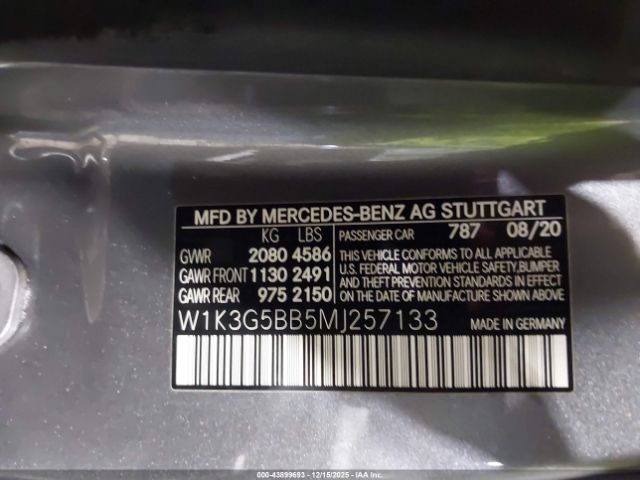 MFD BY MERCEDES-BENZ AG STUTTGART
KG LBS
GVWR 2080 4586
GAWR FRONT 1130 2491
GAWR REAR 975 2150
PASSENGER CAR 787 08/20
THIS VEHICLE CONFORMS TO ALL APPLICABLE
U.S. FEDERAL MOTOR VEHICLE SAFETY, BUMPER
AND THEFT PREVENTION STANDARDS IN EFFECT
ON THE DATE OF MANUFACTURE SHOWN ABOVE.
W1K3G5BB5MJ257133 MADE IN GERMANY
000-43899693 - 12/15/2025 - IAA, Inc.